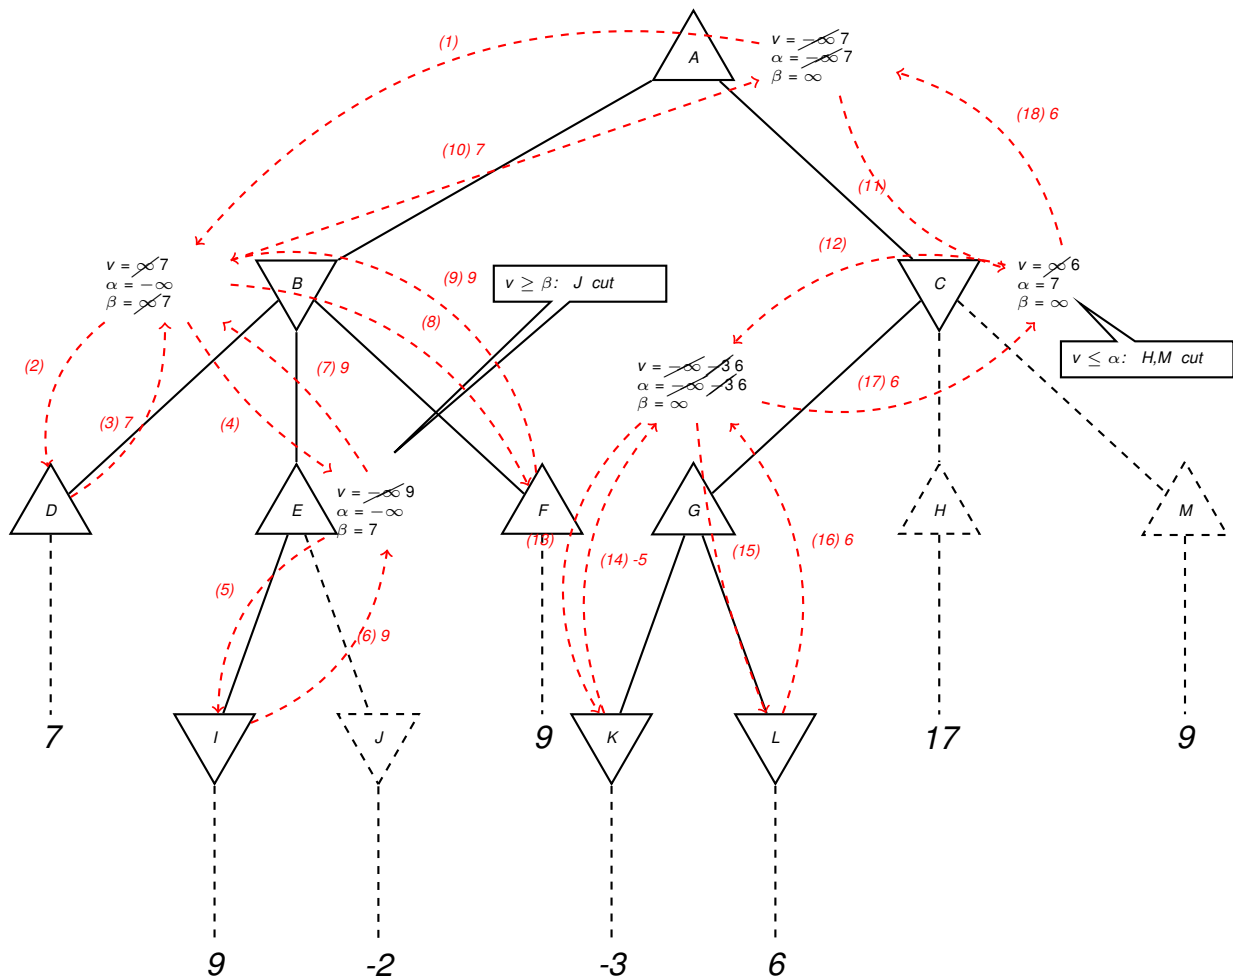 (1)
A
v = −∞ 7
α = −∞ 7
β = ∞
(18) 6
(10) 7
(11)
(12)
v = ∞ 7
α = −∞
β = ∞ 7
B
(9) 9
v ≥ β: J cut
(8)
C
v = ∞ 6
α = 7
β = ∞
v ≤ α: H,M cut
(2)
(3) 7
(4)
(7) 9
v = −∞ −3 6
α = −∞ −3 6
β = ∞
(17) 6
D
E
v = −∞ 9
α = −∞
β = 7
F
G
H
M
(13)
(14) -5
(15)
(16) 6
(5)
(6) 9
7
I
J
9
K
L
17
9
9
-2
-3
6